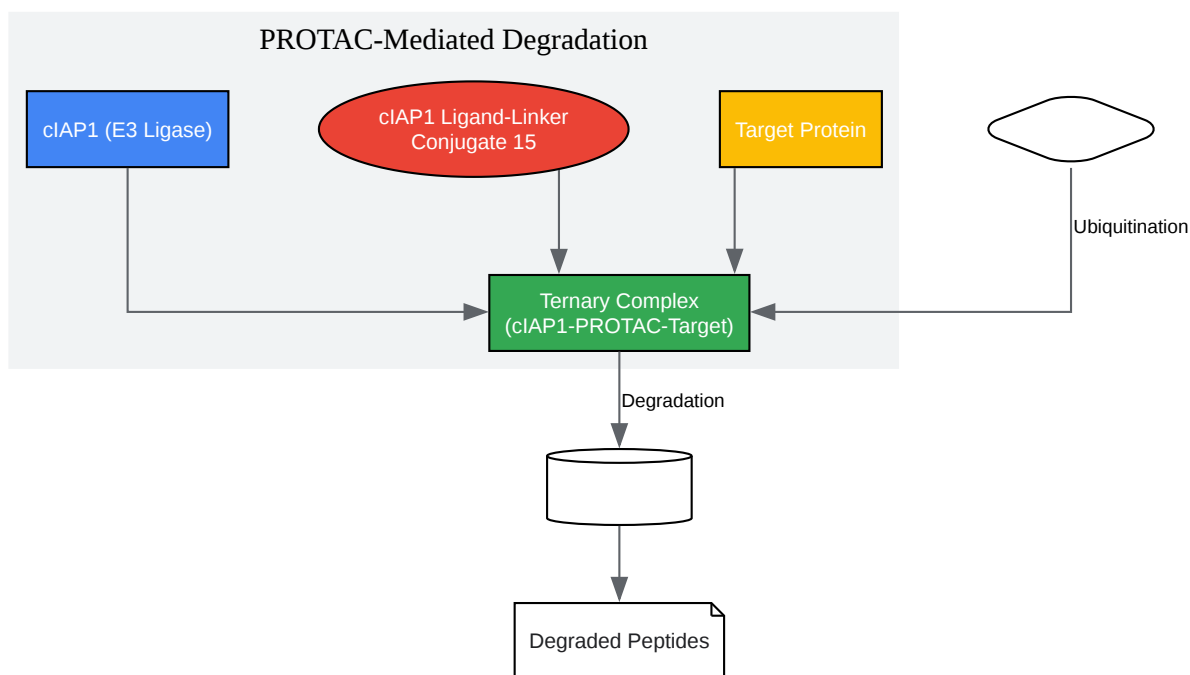 PROTAC-Mediated Degradation
cIAP1 (E3 Ligase)
cIAP1 Ligand-Linker
Conjugate 15
Target Protein
Ubiquitination
Ternary Complex
(cIAP1-PROTAC-Target)
Degradation
Degraded Peptides